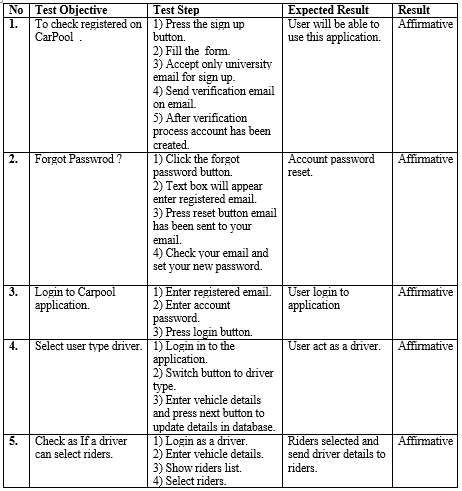 No Test Objective Test Step Expected Result Result
1. To check registered on CarPool . 1) Press the sign up button. 2) Fill the form. 3) Accept only university email for sign up. 4) Send verification email on email. 5) After verification process account has been created. User will be able to use this application. Affirmative
2. Forgot Passwrod ? 1) Click the forgot password button. 2) Text box will appear enter registered email. 3) Press reset button email has been sent to your email. 4) Check your email and set your new password. Account password reset. Affirmative
3. Login to Carpool application. 1) Enter registered email. 2) Enter account password. 3) Press login button. User login to application Affirmative
4. Select user type driver. 1) Login in to the application. 2) Switch button to driver type. 3) Enter vehicle details and press next button to update details in database. User act as a driver. Affirmative
5. Check as If a driver can select riders. 1) Login as a driver. 2) Enter vehicle details. 3) Show riders list. 4) Select riders. Riders selected and send driver details to riders. Affirmative